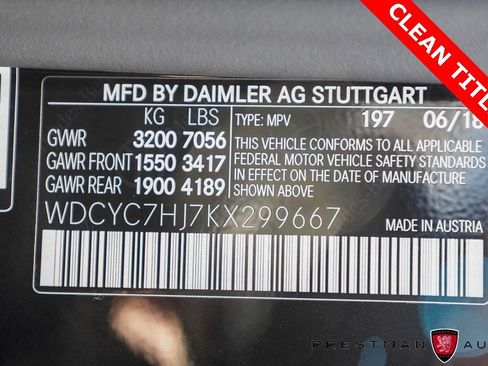 CLEAN TITL
MFD BY DAIMLER AG STUTTGART
KG LBS TYPE: MPV 197 06/18
GVWR 3200 7056 THIS VEHICLE CONFORMS TO ALL APPLICABLE
GAWR FRONT 1550 3417 FEDERAL MOTOR VEHICLE SAFETY STANDARDS
GAWR REAR 1900 4189 IN EFFECT ON THE DATE OF MANUFACTURE
SHOWN ABOVE.
WDCYC7HJ7KX299667
MADE IN AUSTRIA
PRESTMAN AU